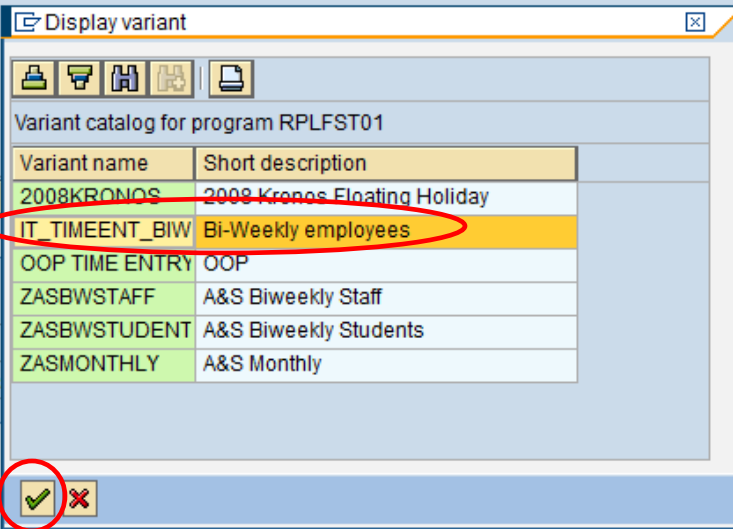 Display variant
Variant catalog for program RPLFST01
Variant name Short description
2008KRONOS 2008 Kronos Floating Holiday
IT_TIMEENT_BIW Bi-Weekly employees
OOP TIME ENTRY OOP
ZASBWSTAFF A&S Biweekly Staff
ZASBWSTUDENT A&S Biweekly Students
ZASMONTHLY A&S Monthly